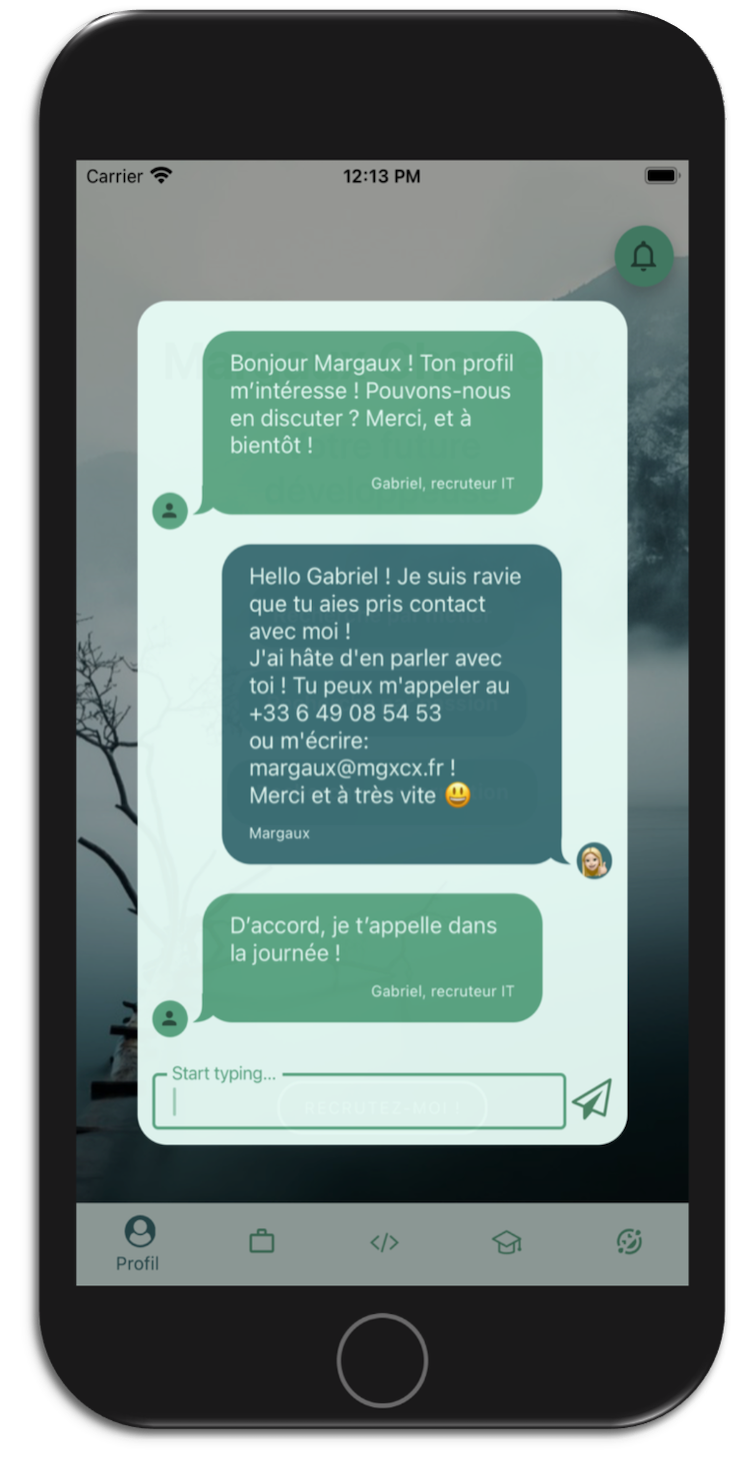 Carrier
12:13 PM
Bonjour Margaux ! Ton profil
m’intéresse ! Pouvons-nous
en discuter ? Merci, et à
bientôt !
Gabriel, recruteur IT
Hello Gabriel ! Je suis ravie
que tu aies pris contact
avec moi !
J'ai hâte d'en parler avec
toi ! Tu peux m'appeler au
+33 6 49 08 54 53
ou m'écrire:
margaux@mgxcx.fr !
Merci et à très vite 😃
Margaux
D’accord, je t’appelle dans
la journée !
Gabriel, recruteur IT
Start typing...
RECRUTEZ-MOI !
Profil